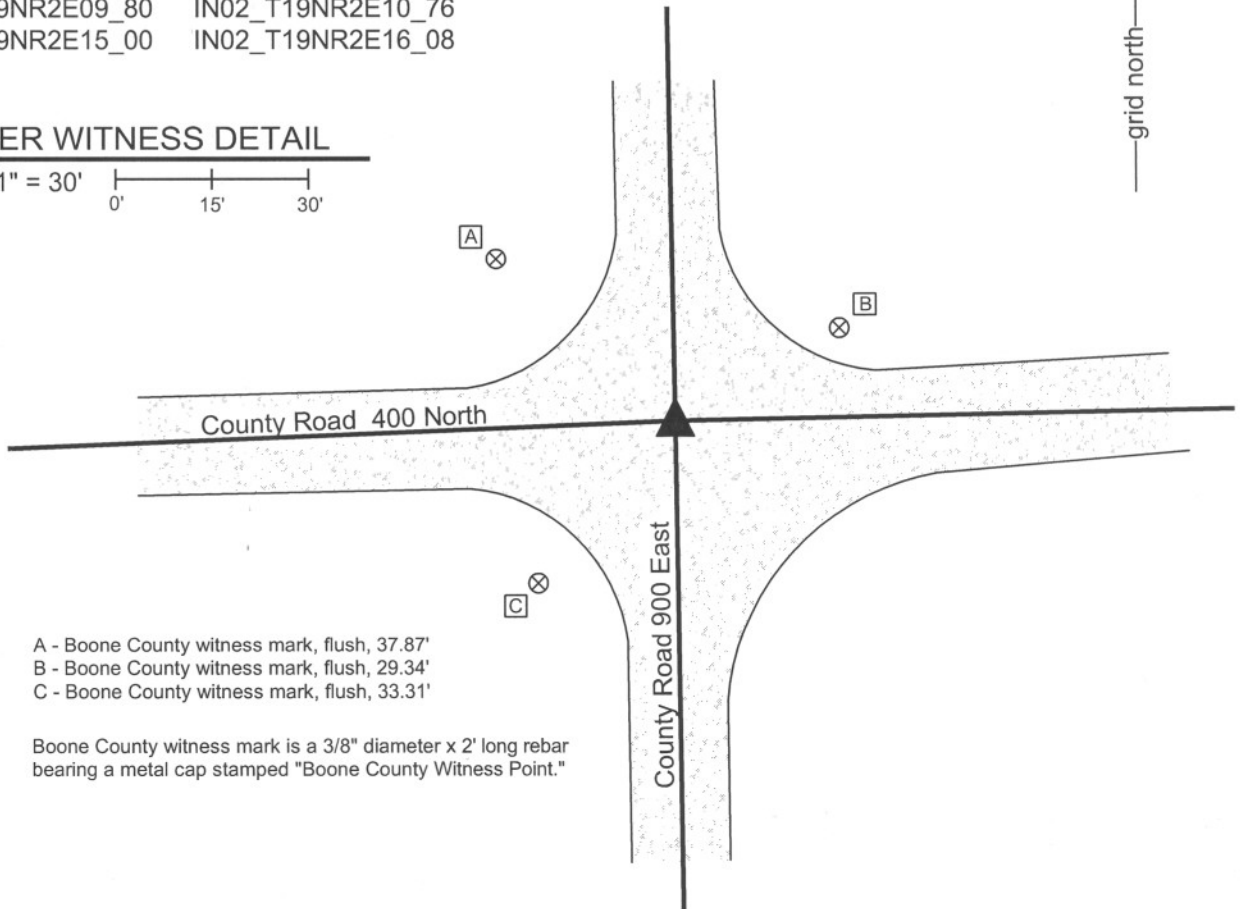 9NR2E09_80 IN02_T19NR2E10_76
9NR2E15_00 IN02_T19NR2E16_08
ER WITNESS DETAIL
1" = 30'
0' 15' 30'
grid north
A
B
County Road 400 North
County Road 900 East
C
A - Boone County witness mark, flush, 37.87'
B - Boone County witness mark, flush, 29.34'
C - Boone County witness mark, flush, 33.31'
Boone County witness mark is a 3/8" diameter x 2' long rebar
bearing a metal cap stamped "Boone County Witness Point."